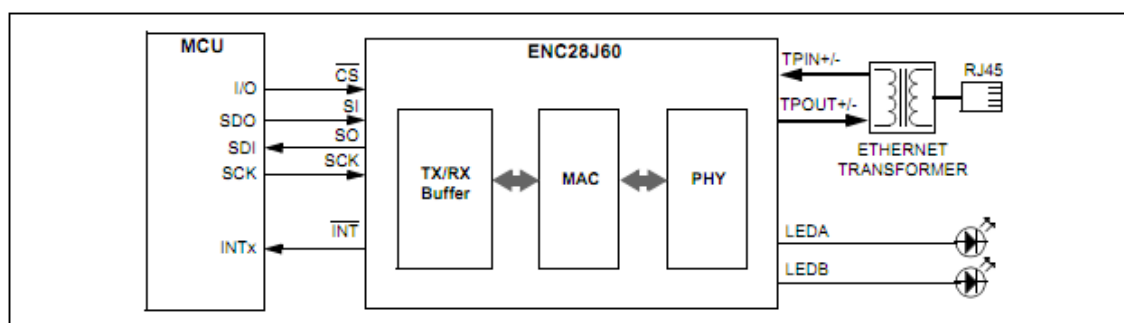 MCU
I/O
SDO
SDI
SCK
INTx
CS
SI
SO
SCK
INT
ENC28J60
TX/RX
Buffer
MAC
PHY
TPIN+/-
TPOUT+/-
RJ45
ETHERNET
TRANSFORMER
LEDA
LEDB